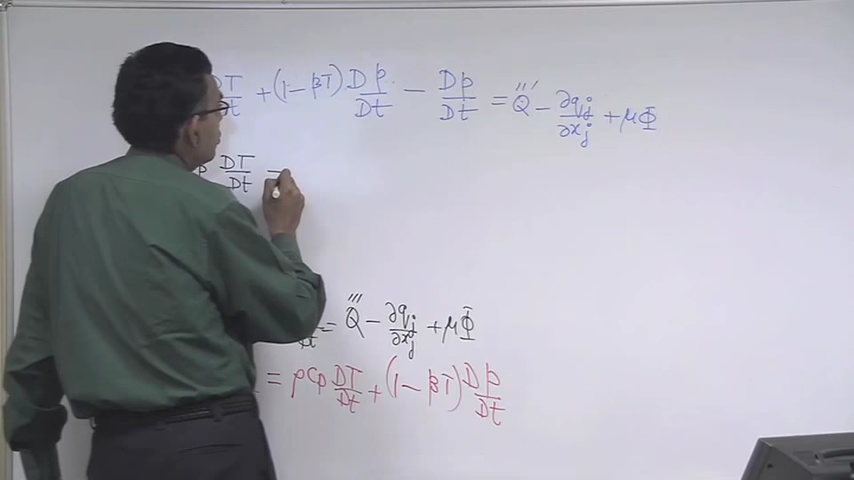 DT/Dt + (1 - βT) Dp/Dt - Dp/Dt = Q̇''' - ∂qj/∂xj + μΦ
p DT/Dt =
Dt = Q''' - ∂qj/∂xj + μΦ
= ρCp DT/Dt + (1 - βT) Dp/Dt